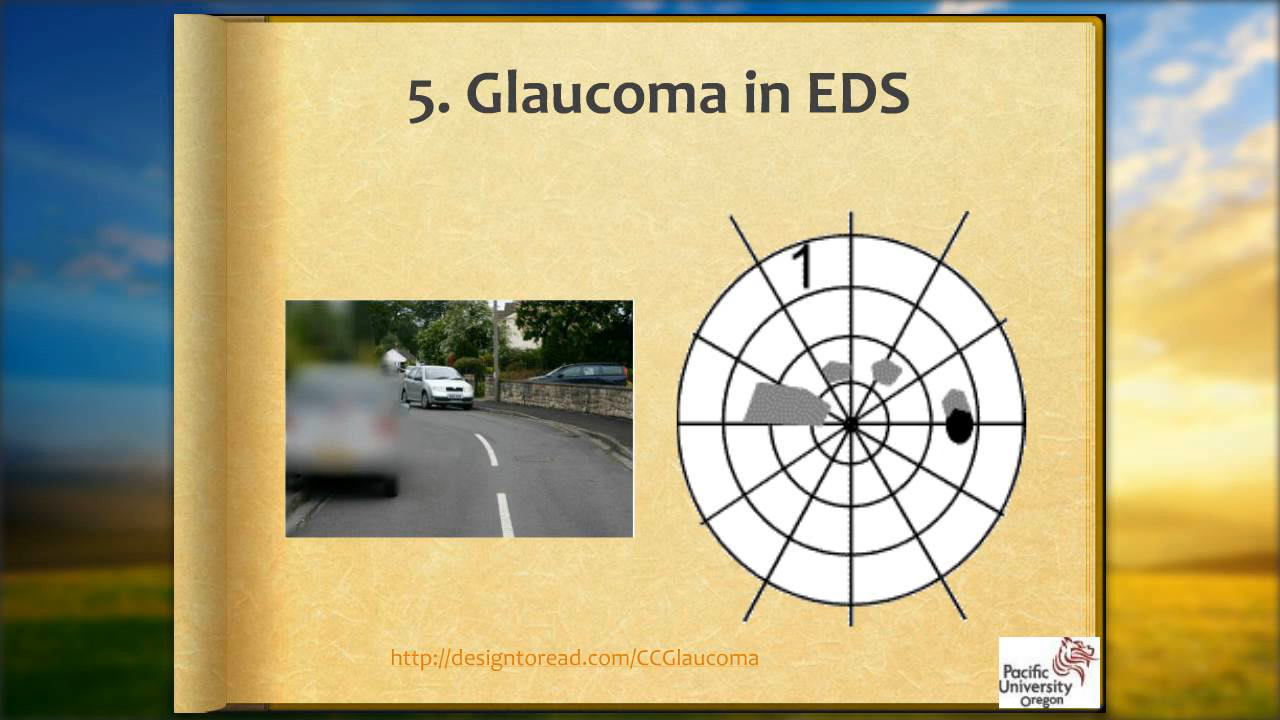 5. Glaucoma in EDS
1
http://designtoread.com/CCGlaucoma
Pacific
University
Oregon